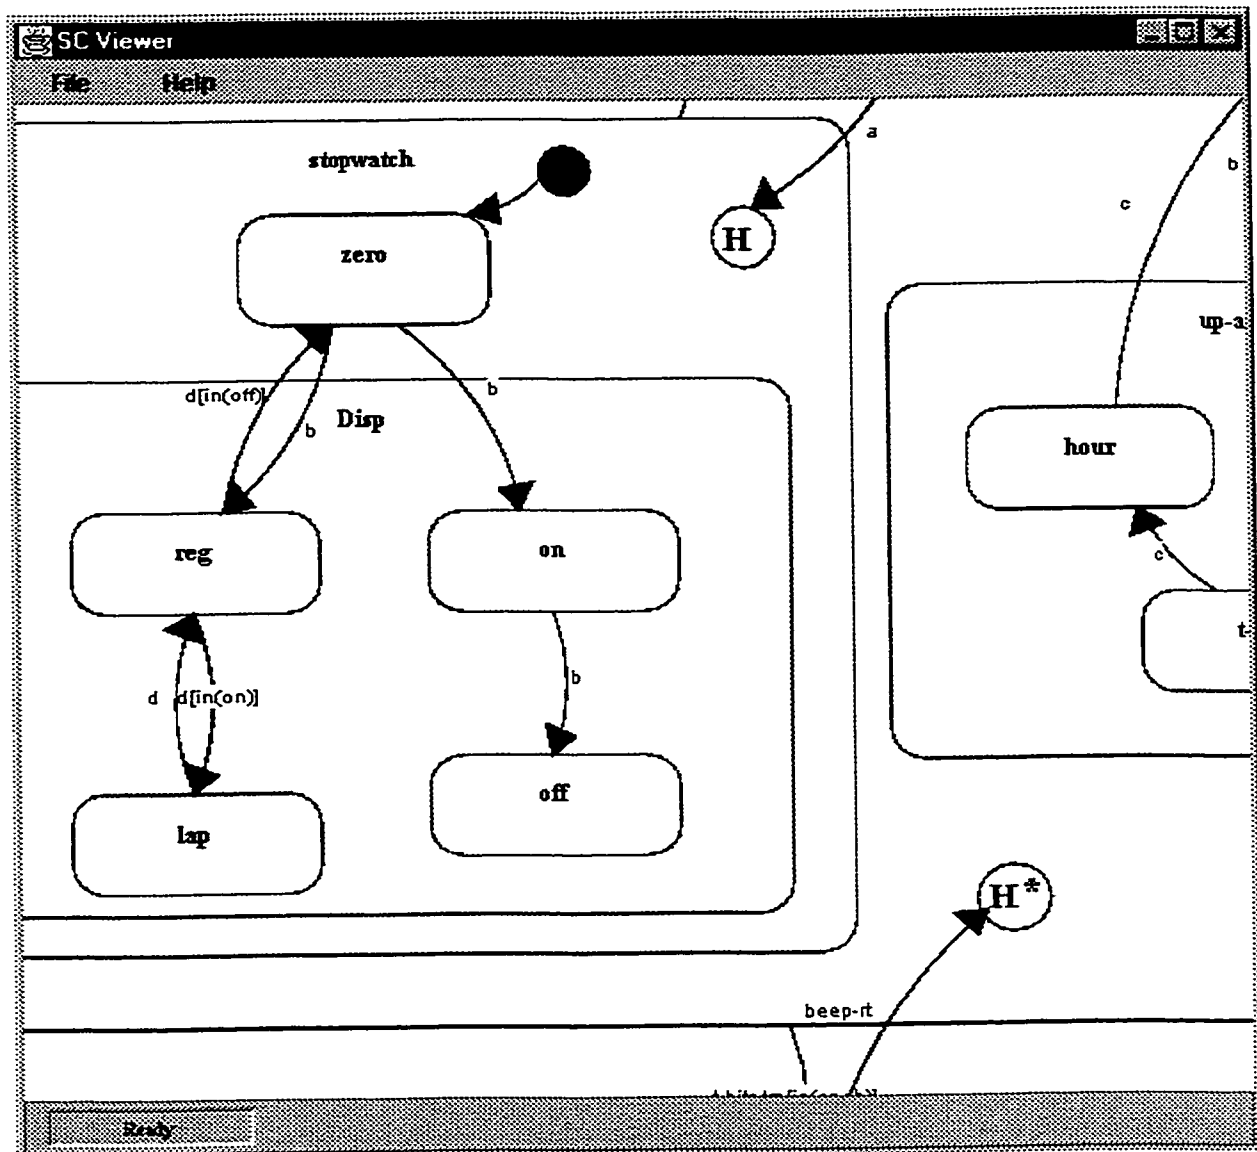 SC Viewer
File Help
stopwatch
a
b
H
c
zero
up-a
d[in(off)]
b
b
Disp
hour
reg
on
c
t-
d
d[in(on)]
b
lap
off
H*
beep-rt
Ready